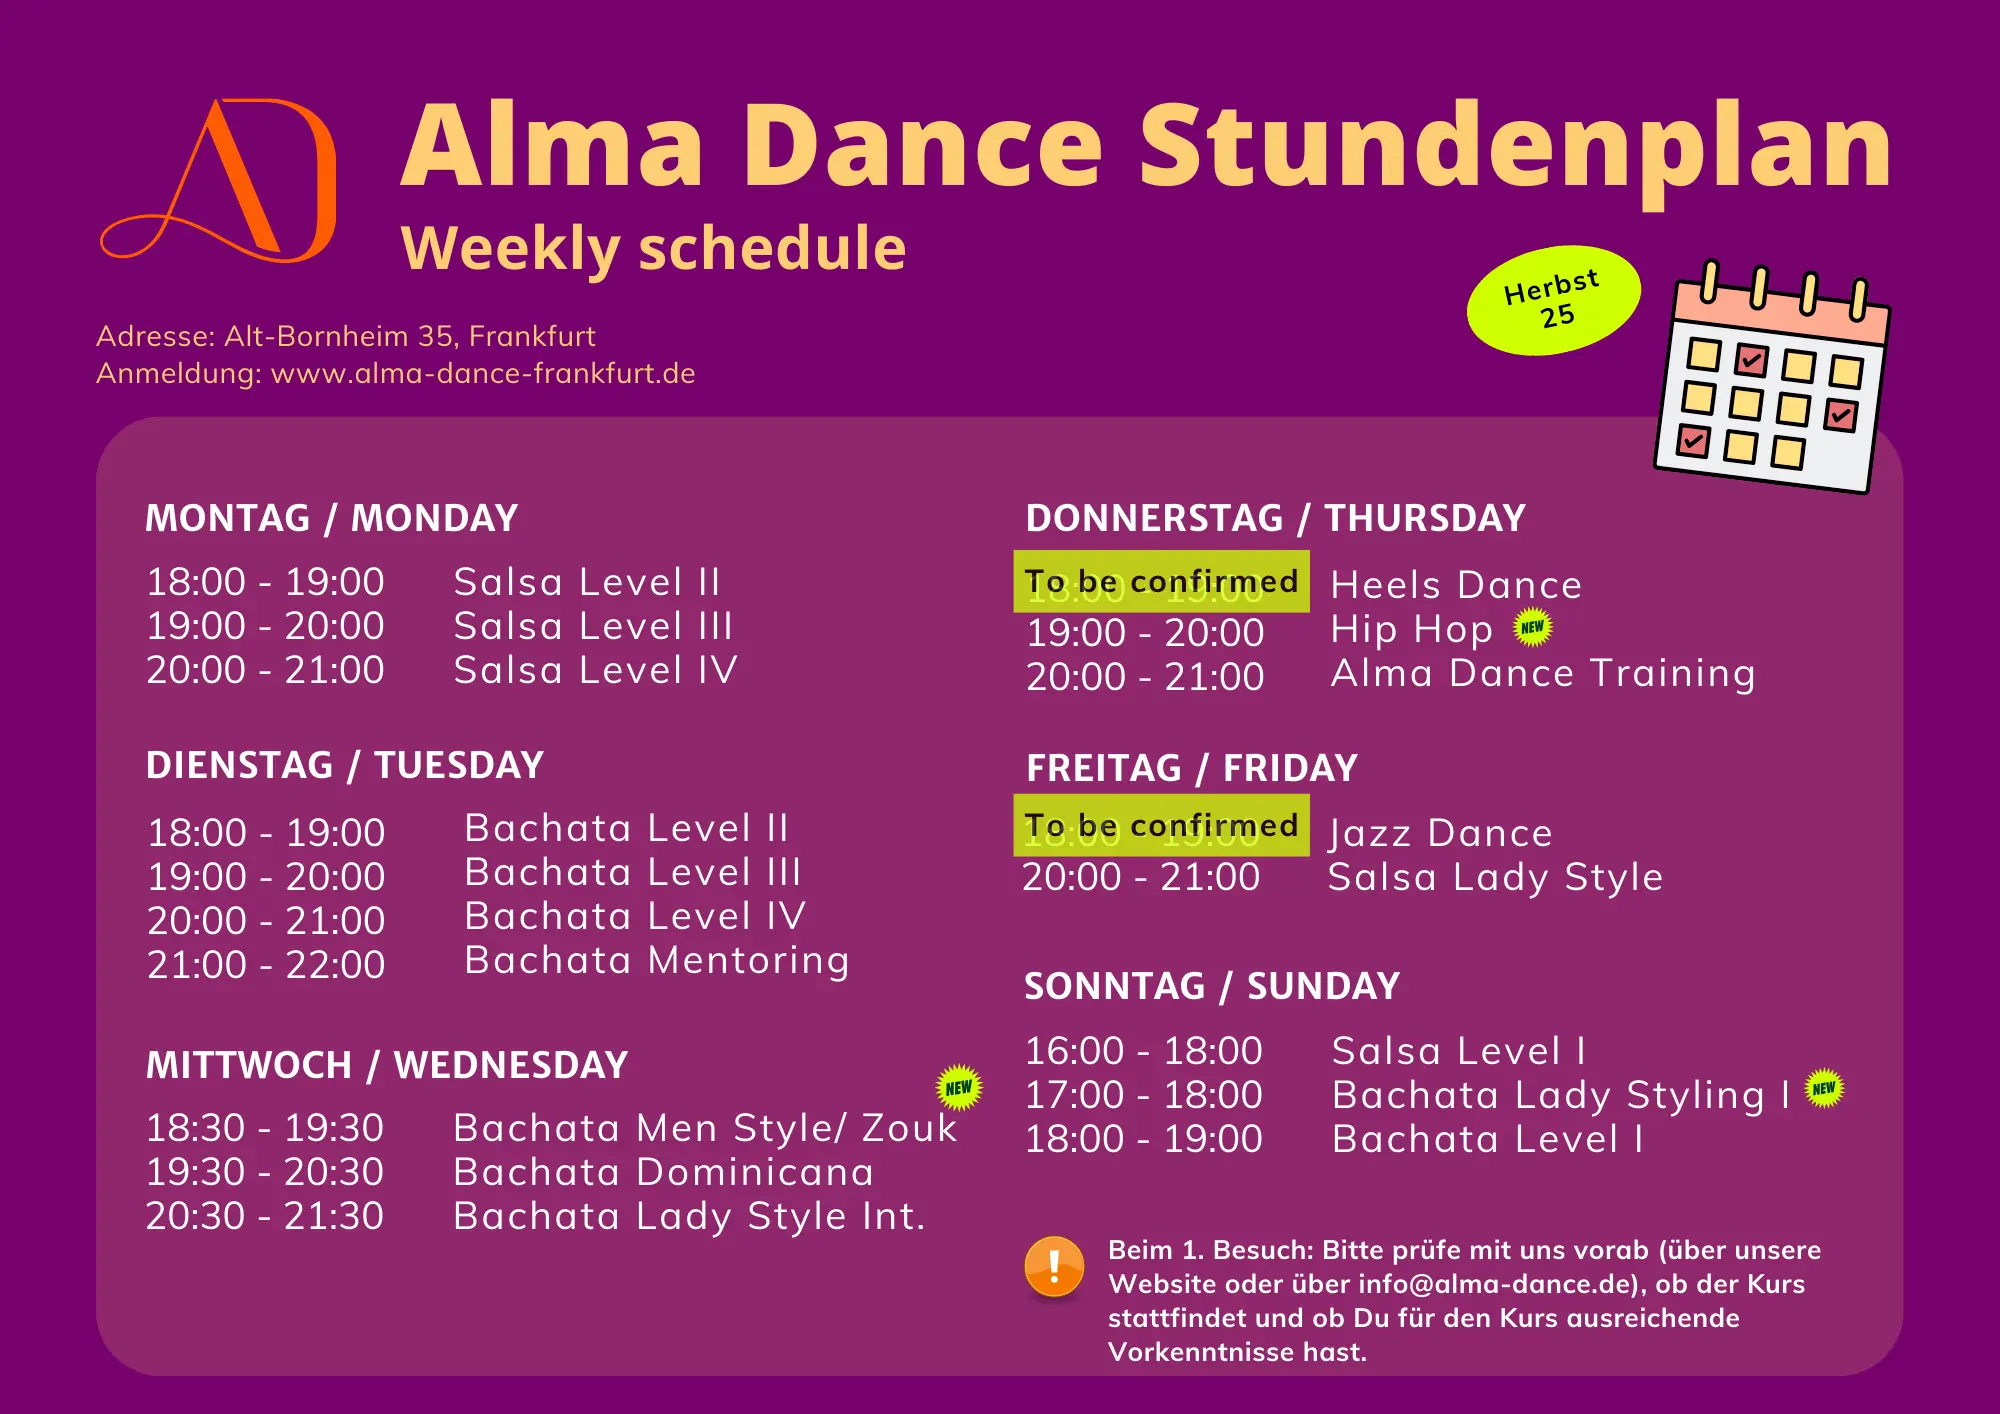 AD
Alma Dance Stundenplan
Weekly schedule
Herbst
25
Adresse: Alt-Bornheim 35, Frankfurt
Anmeldung: www.alma-dance-frankfurt.de
MONTAG / MONDAY
18:00 - 19:00 Salsa Level II
19:00 - 20:00 Salsa Level III
20:00 - 21:00 Salsa Level IV
DIENSTAG / TUESDAY
18:00 - 19:00 Bachata Level II
19:00 - 20:00 Bachata Level III
20:00 - 21:00 Bachata Level IV
21:00 - 22:00 Bachata Mentoring
MITTWOCH / WEDNESDAY
NEW
18:30 - 19:30 Bachata Men Style/ Zouk
19:30 - 20:30 Bachata Dominicana
20:30 - 21:30 Bachata Lady Style Int.
DONNERSTAG / THURSDAY
18:00 - 19:00 To be confirmed Heels Dance
19:00 - 20:00 Hip Hop NEW
20:00 - 21:00 Alma Dance Training
FREITAG / FRIDAY
18:00 - 19:00 To be confirmed Jazz Dance
20:00 - 21:00 Salsa Lady Style
SONNTAG / SUNDAY
16:00 - 18:00 Salsa Level I
17:00 - 18:00 Bachata Lady Styling I NEW
18:00 - 19:00 Bachata Level I
! Beim 1. Besuch: Bitte prüfe mit uns vorab (über unsere
Website oder über info@alma-dance.de), ob der Kurs
stattfindet und ob Du für den Kurs ausreichende
Vorkenntnisse hast.